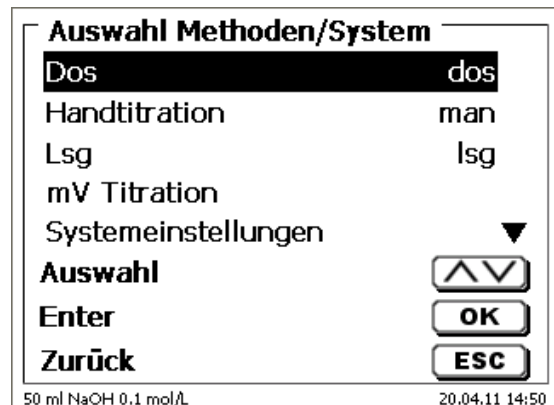 Auswahl Methoden/System
Dos dos
Handtitration man
Lsg lsg
mV Titration
Systemeinstellungen ▼
Auswahl
Enter OK
Zurück ESC
50 ml NaOH 0.1 mol/L 20.04.11 14:50